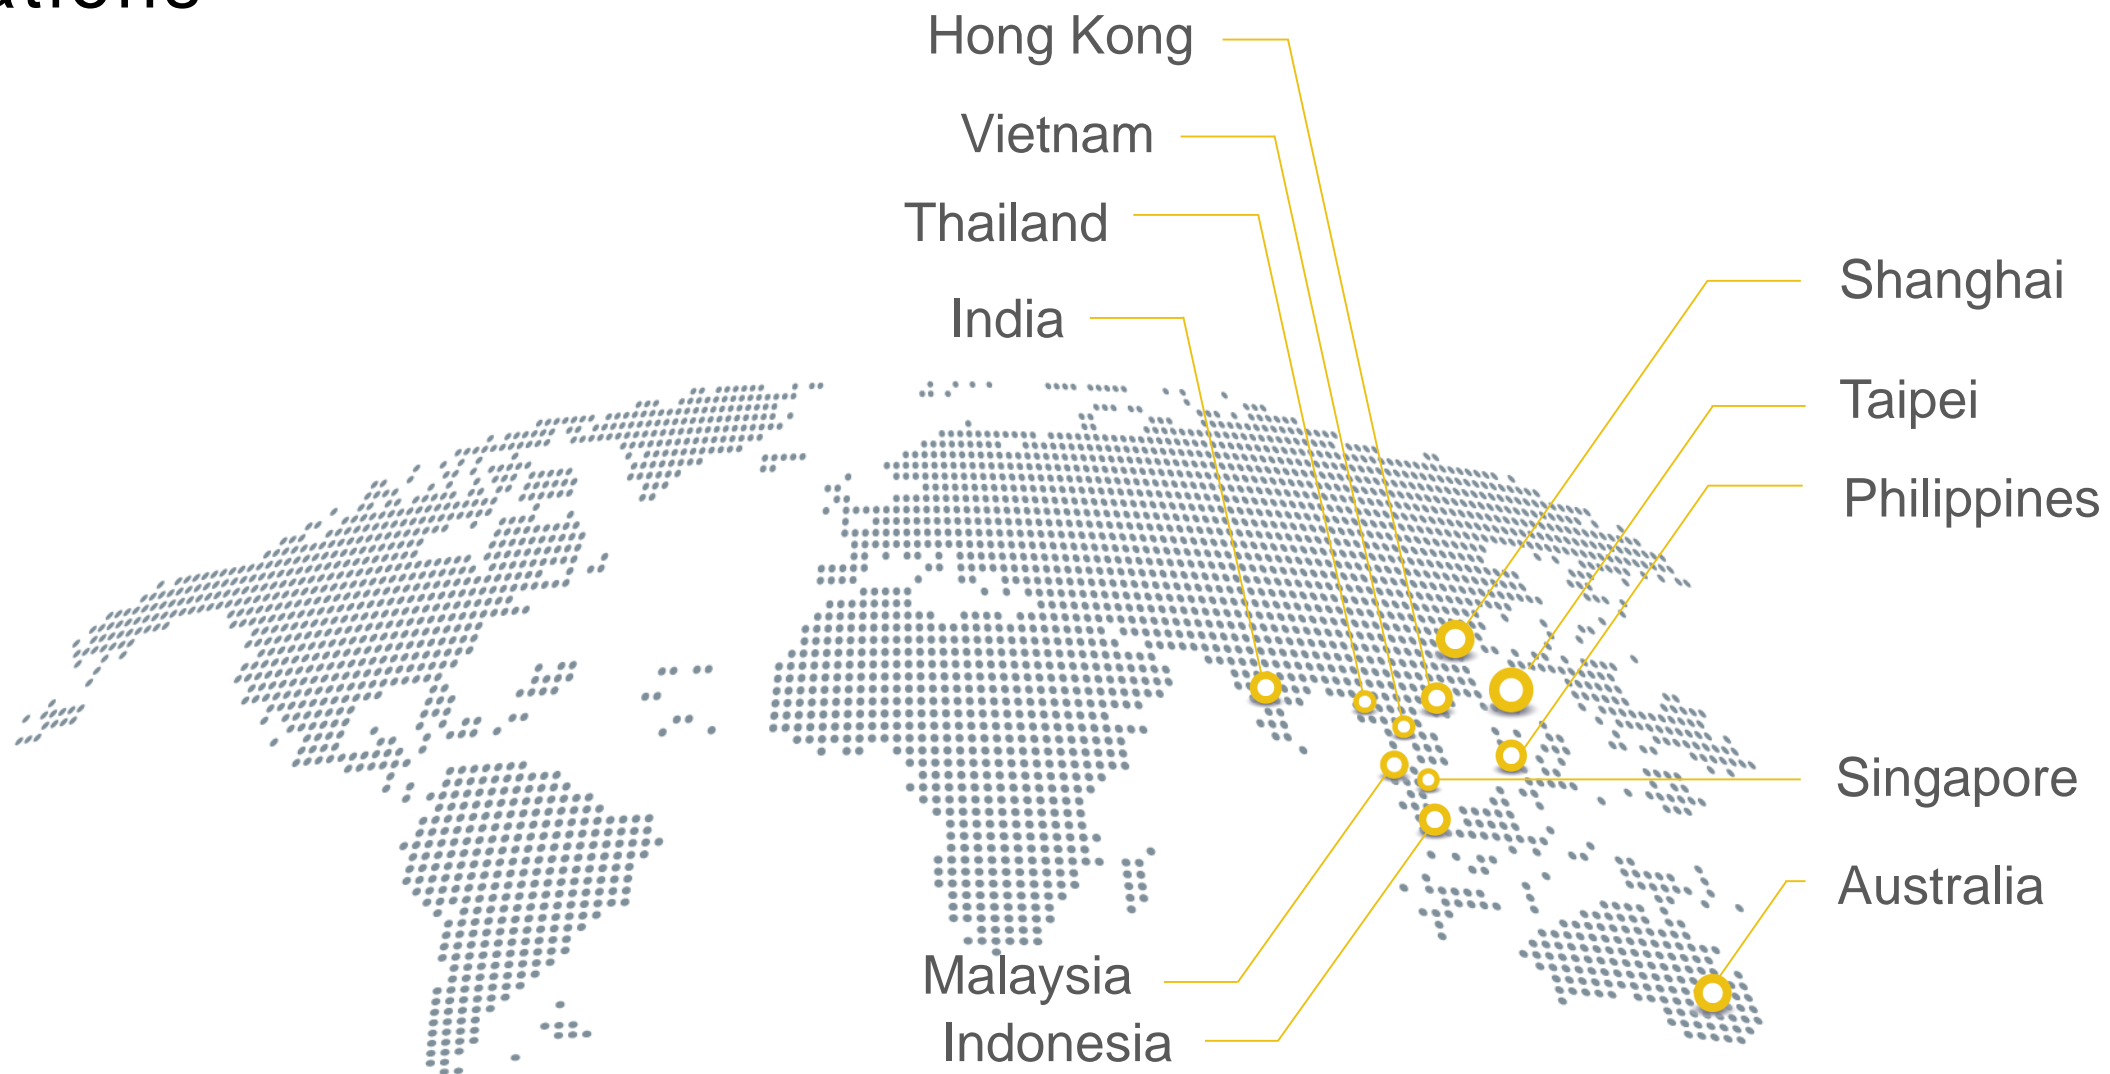 Hong Kong
Vietnam
Thailand
India
Shanghai
Taipei
Philippines
Singapore
Australia
Malaysia
Indonesia